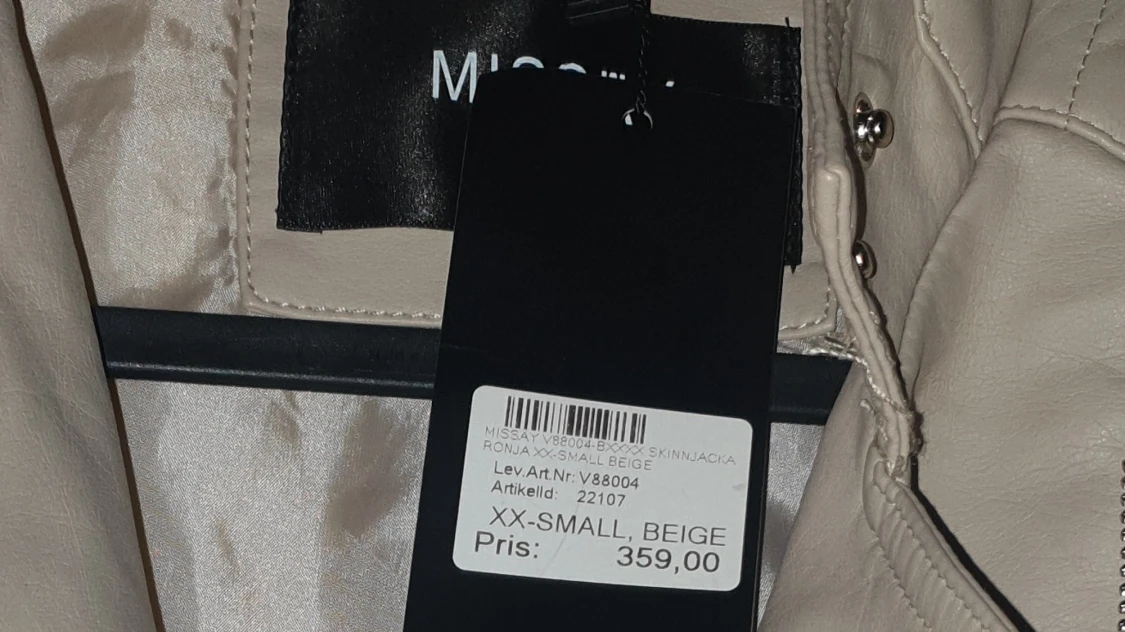 MISSAY V88004-BXXXX SKINNJACKA
RONJA XX-SMALL BEIGE
Lev.Art.Nr: V88004
ArtikelId: 22107
XX-SMALL, BEIGE
Pris: 359,00